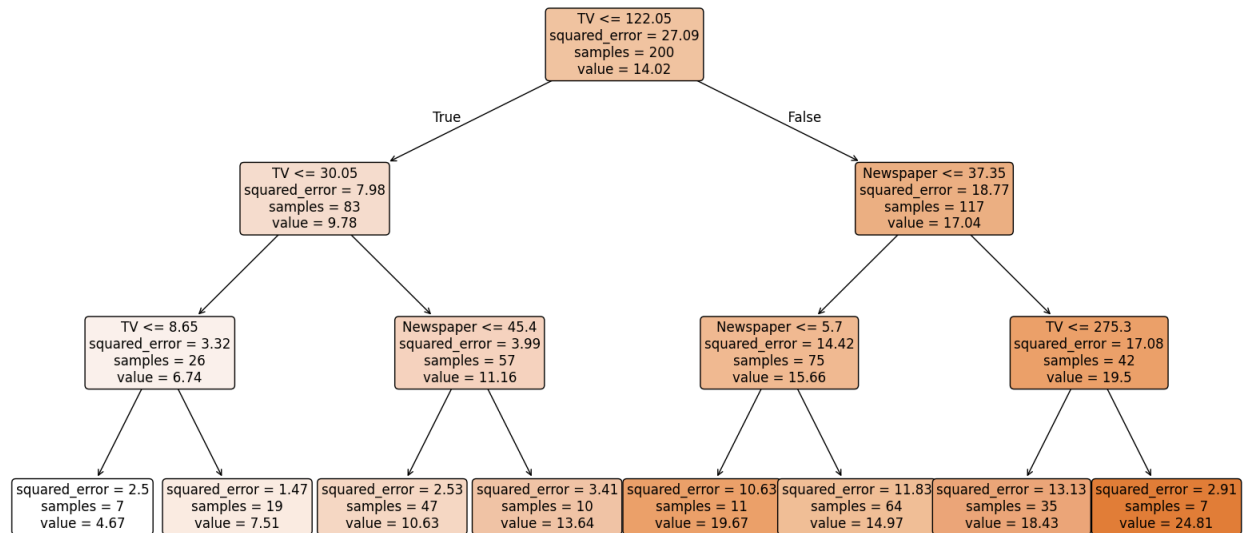 TV <= 122.05
squared_error = 27.09
samples = 200
value = 14.02
True
False
TV <= 30.05
squared_error = 7.98
samples = 83
value = 9.78
Newspaper <= 37.35
squared_error = 18.77
samples = 117
value = 17.04
TV <= 8.65
squared_error = 3.32
samples = 26
value = 6.74
Newspaper <= 45.4
squared_error = 3.99
samples = 57
value = 11.16
Newspaper <= 5.7
squared_error = 14.42
samples = 75
value = 15.66
TV <= 275.3
squared_error = 17.08
samples = 42
value = 19.5
squared_error = 2.5
samples = 7
value = 4.67
squared_error = 1.47
samples = 19
value = 7.51
squared_error = 2.53
samples = 47
value = 10.63
squared_error = 3.41
samples = 10
value = 13.64
squared_error = 10.63
samples = 11
value = 19.67
squared_error = 11.83
samples = 64
value = 14.97
squared_error = 13.13
samples = 35
value = 18.43
squared_error = 2.91
samples = 7
value = 24.81